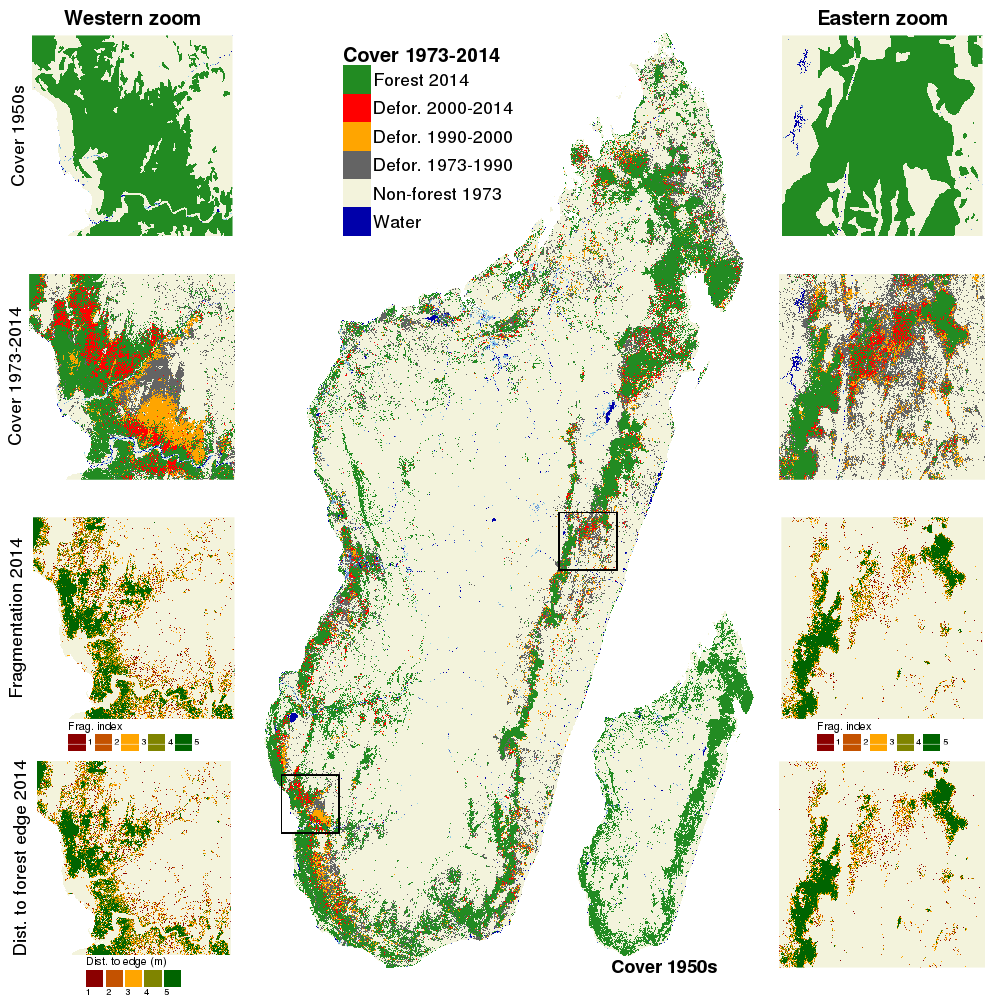 Western zoom
Eastern zoom
Cover 1950s
Cover 1973-2014
Forest 2014
Defor. 2000-2014
Defor. 1990-2000
Defor. 1973-1990
Non-forest 1973
Water
Cover 1973-2014
Fragmentation 2014
Frag. index
1 2 3 4 5
Frag. index
1 2 3 4 5
Dist. to forest edge 2014
Dist. to edge (m)
1 2 3 4 5
Cover 1950s